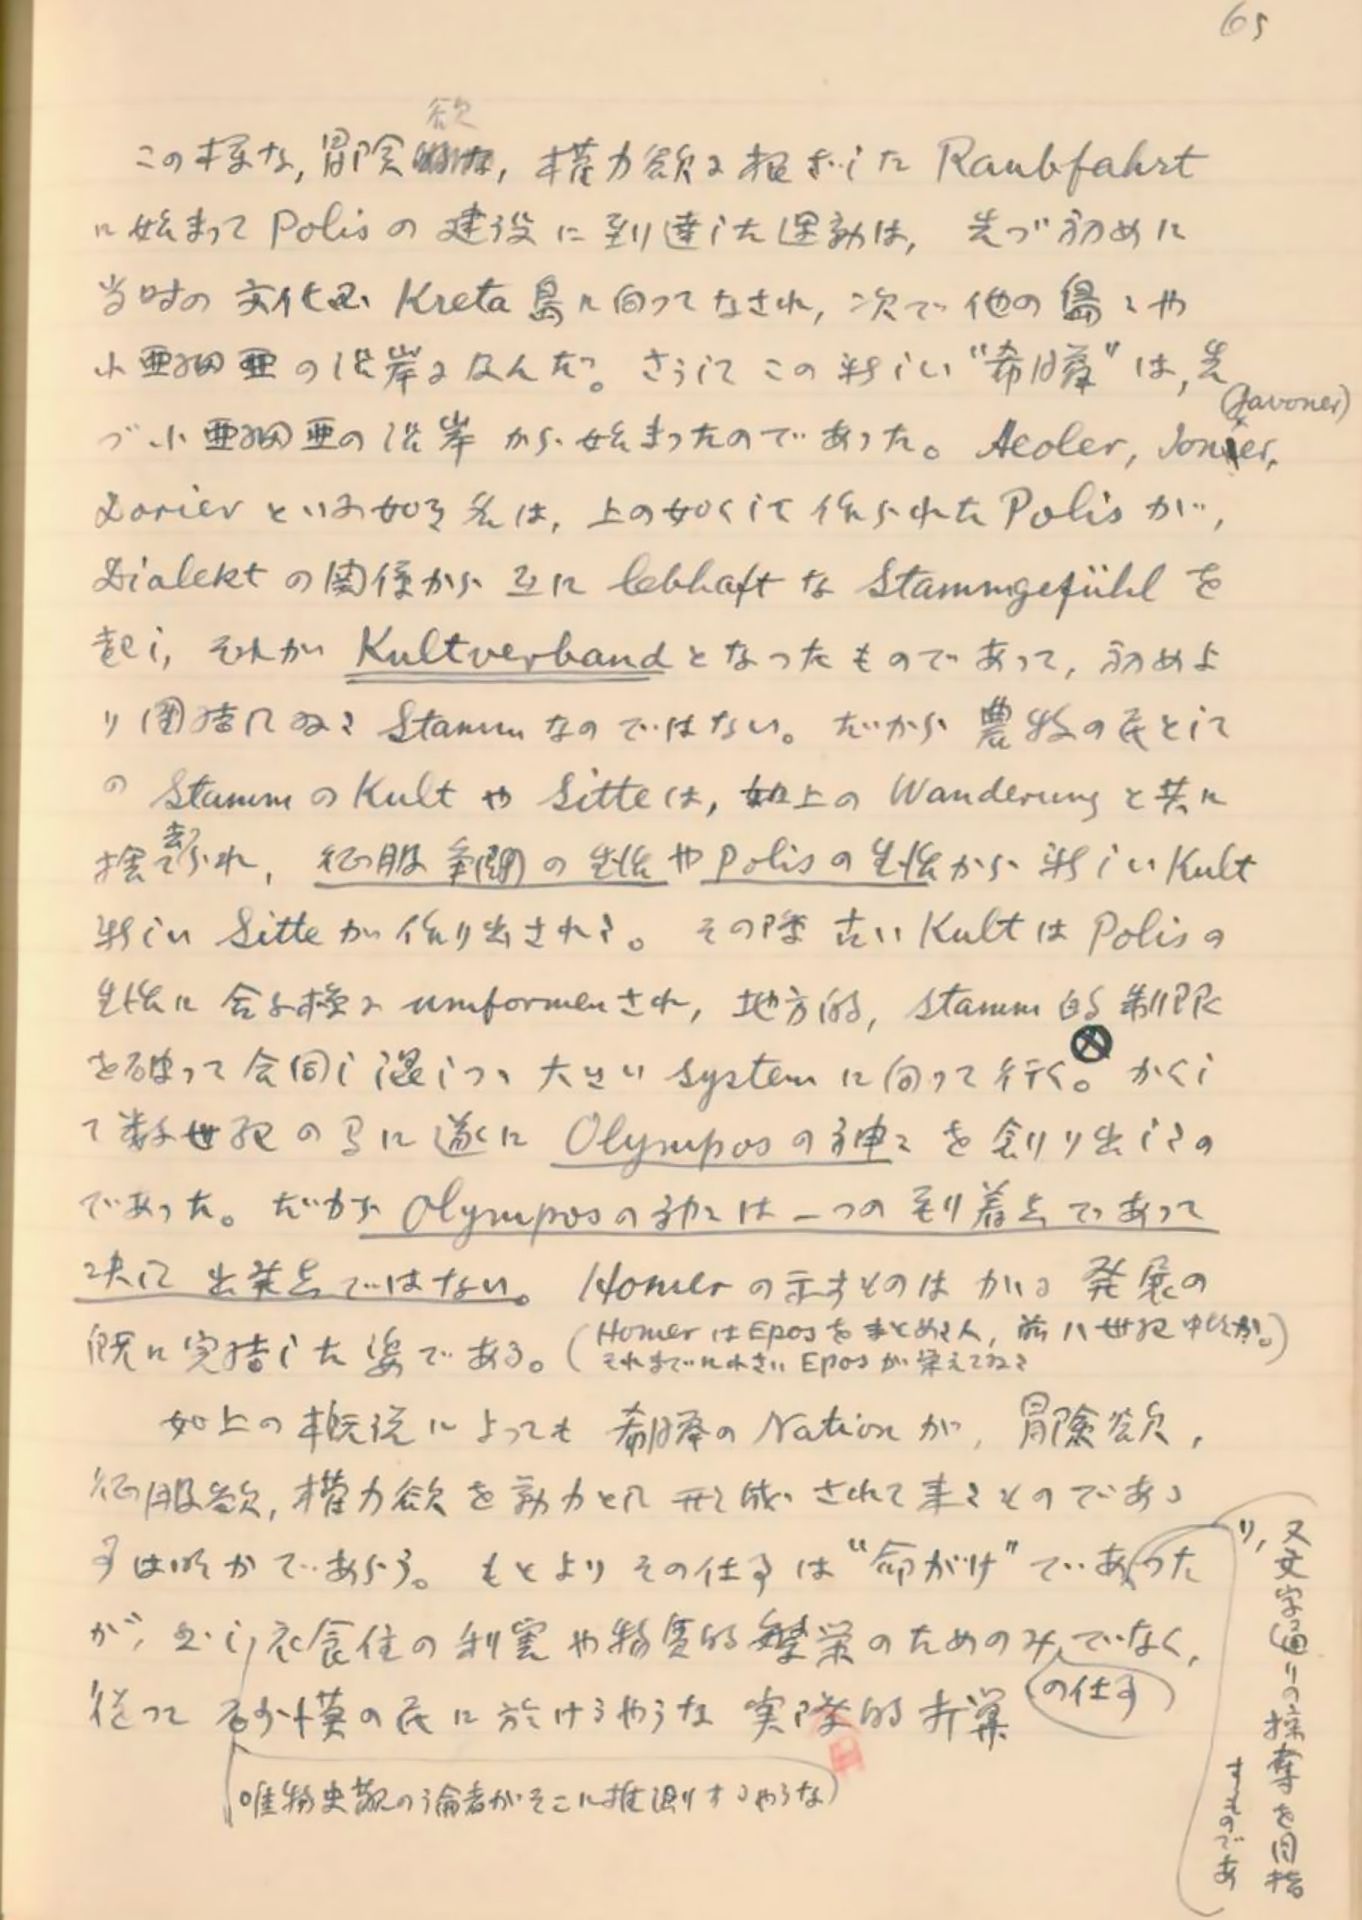 65
欲
この様な, 冒険, 権力欲に根ざした Raubfahrt
に始まって Polis の 建設 に 到達した運動は, 先づ初めに
当時の 文化国 Kreta 島に向ってなされ, 次で 他の 島々や
小亜細亜の沿岸に及んだ。さうしてこの新しい "希臘" は, 先
(Javoner)
づ小亜細亜の沿岸から始まったのであった。 Aeoler, Ionier,
Dorier といふ如き名は, 上の如くして作られた Polis が,
Dialekt の関係から互に lebhaft な Stammgefühl を
起し, それが Kultverband となったものであって, 初めよ
り団結してゐる Stamm なのではない。 だから 農牧の民として
の Stamm の Kult や Sitte は, 如上の Wanderung と共に
捨て去られ, 征服争闘の生活や Polis の生活から新しい Kult
新しい Sitte が作り出される。 その際 古い Kult は Polis の
生活に合ふ様に umformen され, 地方的, Stamm 的 制限
を破って会同し混じつゝ 大きい System に向って行く。 かくし
て数世紀の间に遂に Olympos の神々を創り出したの
であった。 だから Olympos の神々は一つの到着点であって
決して出発点ではない。 Homer の示すものはかゝる発展の
既に完結した姿である。 (Homer は Epos をまとめた人, 前八世紀中頃か。)
それまでに小さい Epos が栄えてゐた
如上の概説によっても 希臘の Nation が, 冒険欲,
征服欲, 権力欲を動力として形成されて来たものである
事は明かであらう。 もとよりその仕事は "命がけ" であった
が, 衣食住の利害や物質的繁栄のためのみでなく,
従って 砂漠の民に於けるやうな 実際的打算
の仕事
唯物史観の論者がそこに推測するやうな
り, 又文字通りの掠奪を目指
すものであ